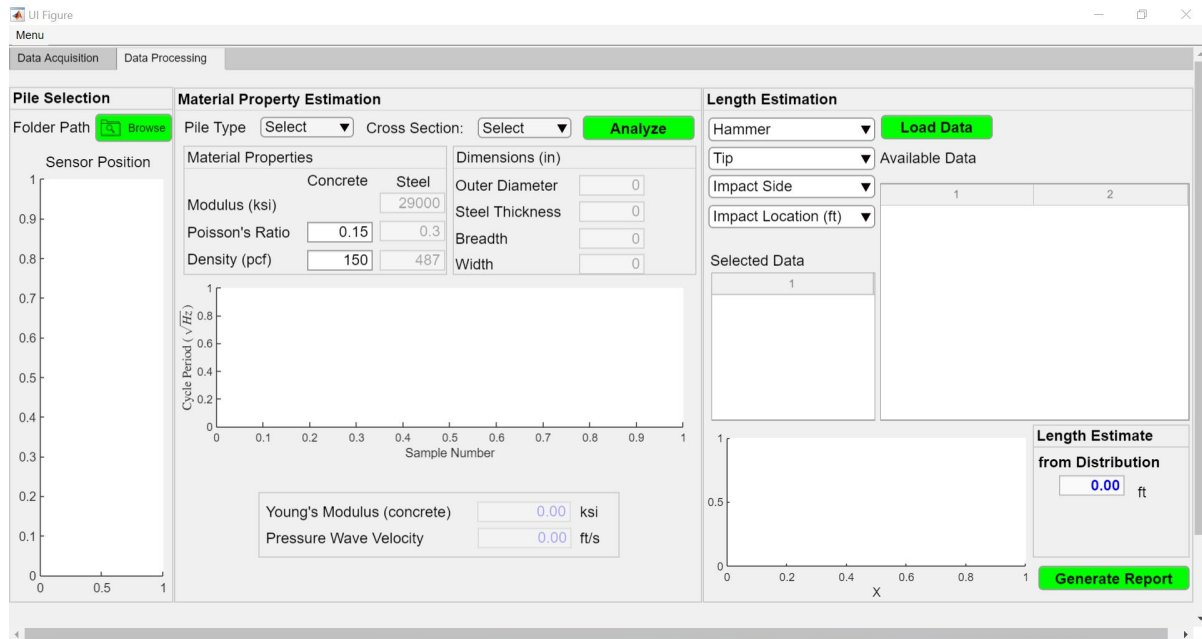 UI Figure
Menu
Data Acquisition
Data Processing
Pile Selection
Folder Path
Browse
Sensor Position
1
0.9
0.8
0.7
0.6
0.5
0.4
0.3
0.2
0.1
0
0
0.5
1
Material Property Estimation
Pile Type
Select
Cross Section:
Select
Analyze
Material Properties
Concrete
Steel
Modulus (ksi)
29000
Poisson's Ratio
0.15
0.3
Density (pcf)
150
487
Dimensions (in)
Outer Diameter
0
Steel Thickness
0
Breadth
0
Width
0
1
0.8
0.6
0.4
0.2
0
Cycle Period (√Hz)
0
0.1
0.2
0.3
0.4
0.5
0.6
0.7
0.8
0.9
1
Sample Number
Young's Modulus (concrete)
0.00
ksi
Pressure Wave Velocity
0.00
ft/s
Length Estimation
Hammer
Tip
Impact Side
Impact Location (ft)
Load Data
Available Data
1
2
Selected Data
1
1
0.5
0
0
0.2
0.4
0.6
0.8
1
X
Length Estimate
from Distribution
0.00
ft
Generate Report